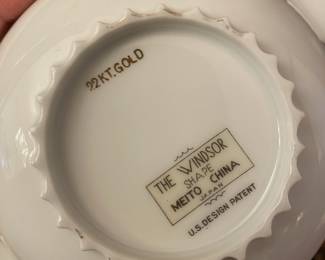 22 KT. GOLD
THE WINDSOR
SHAPE
MEITO CHINA
JAPAN
U.S. DESIGN PATENT